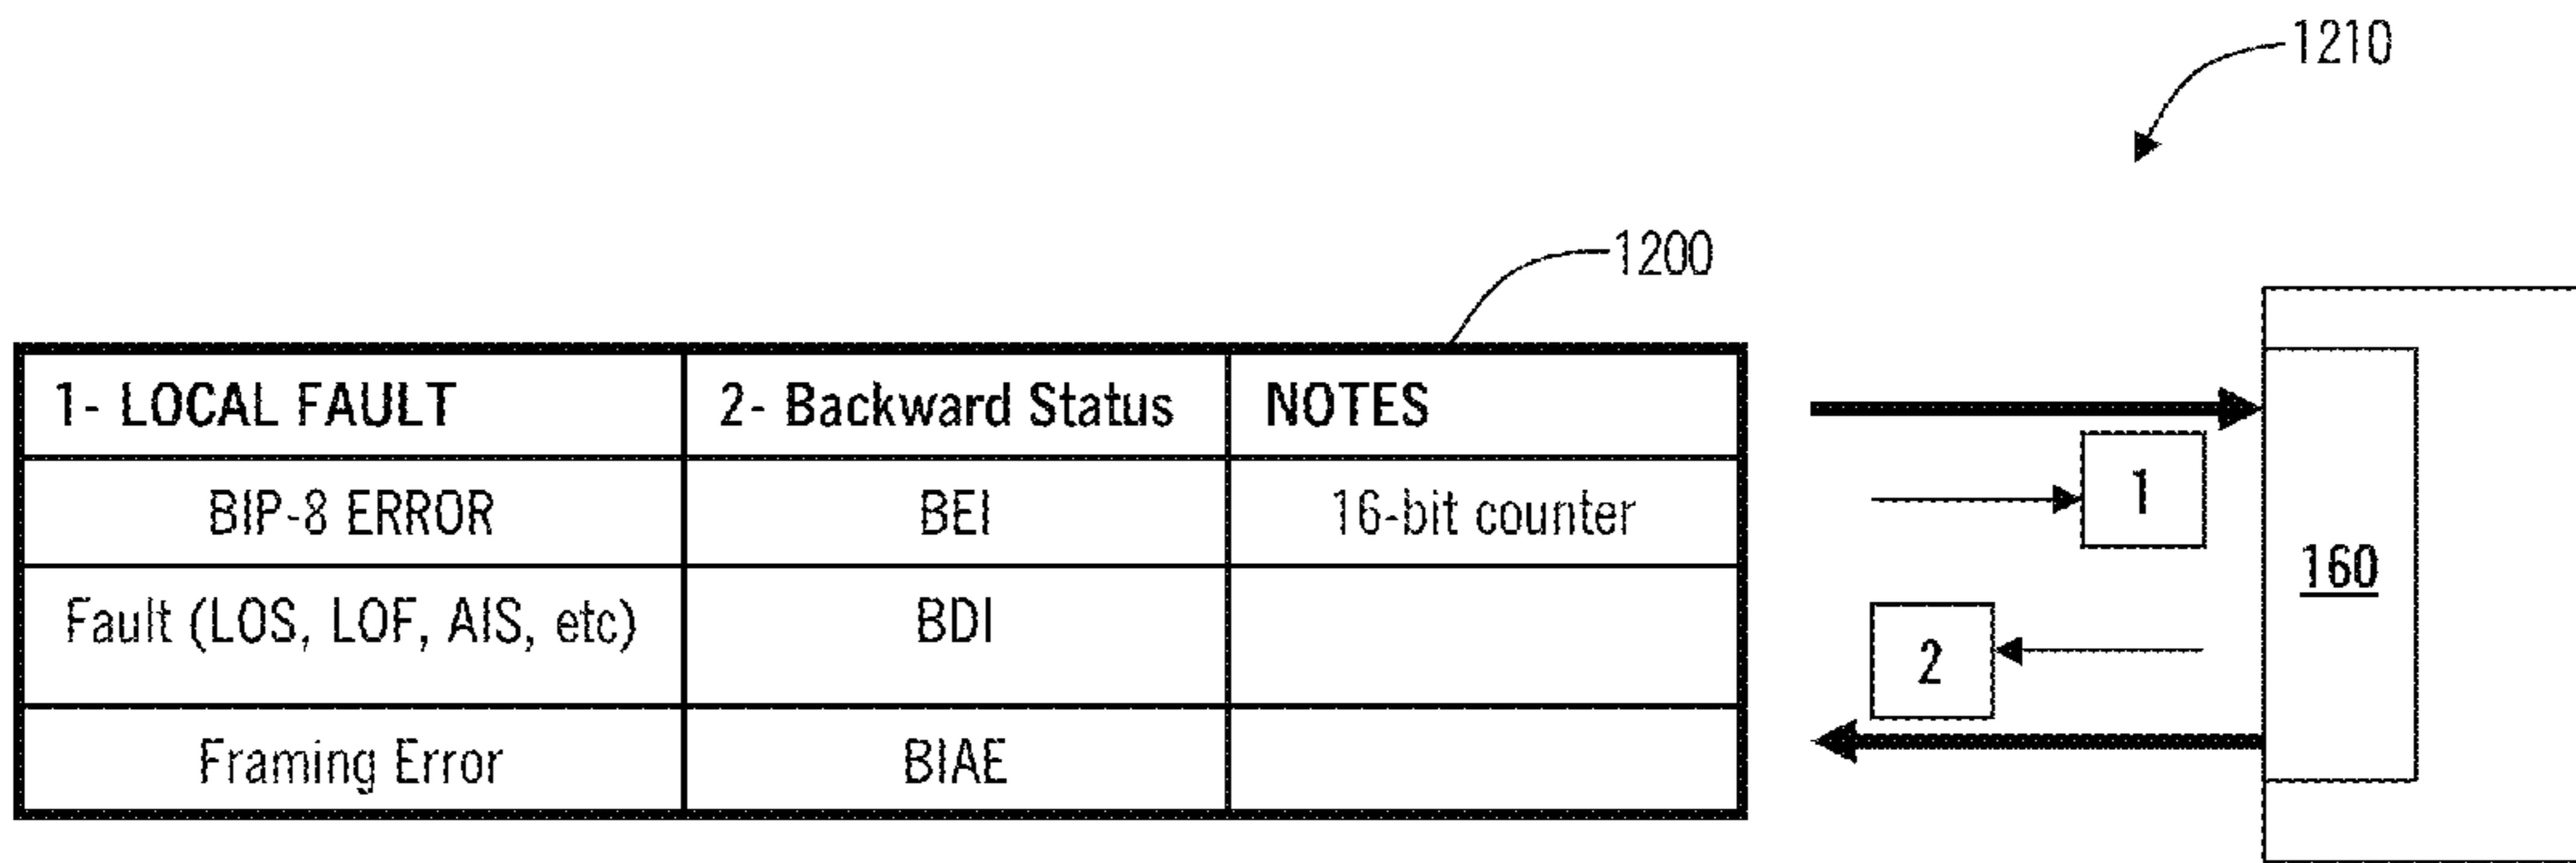 1210
1200
1- LOCAL FAULT 2- Backward Status NOTES
BIP-8 ERROR BEI 16-bit counter
1
Fault (LOS, LOF, AIS, etc) BDI
160
2
Framing Error BIAE